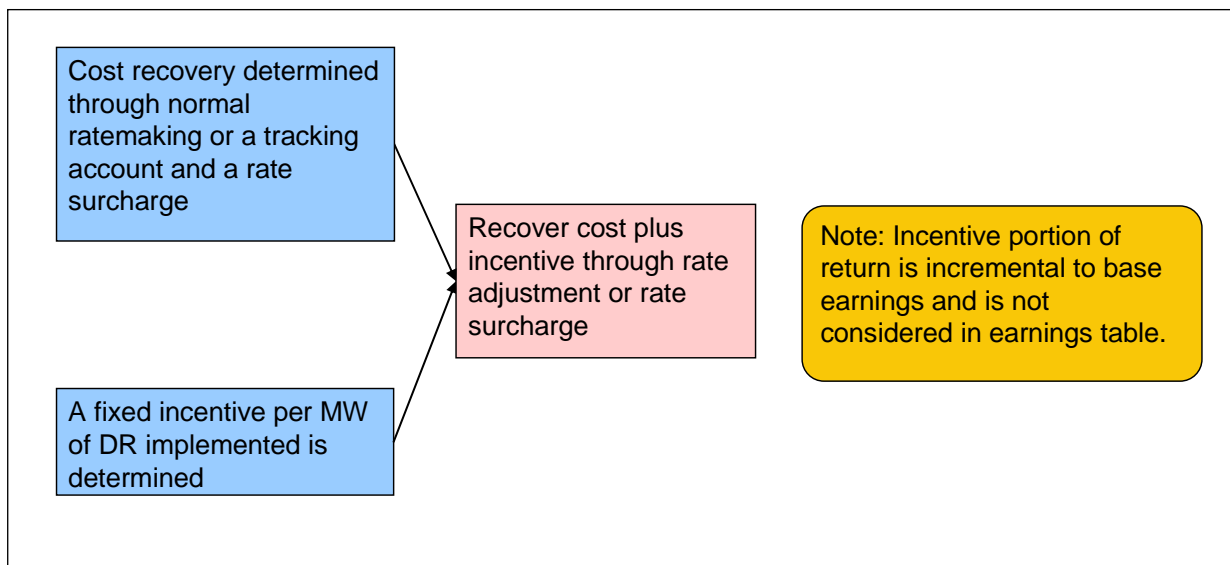 Cost recovery determined
through normal
ratemaking or a tracking
account and a rate
surcharge
A fixed incentive per MW
of DR implemented is
determined
Recover cost plus
incentive through rate
adjustment or rate
surcharge
Note: Incentive portion of
return is incremental to base
earnings and is not
considered in earnings table.